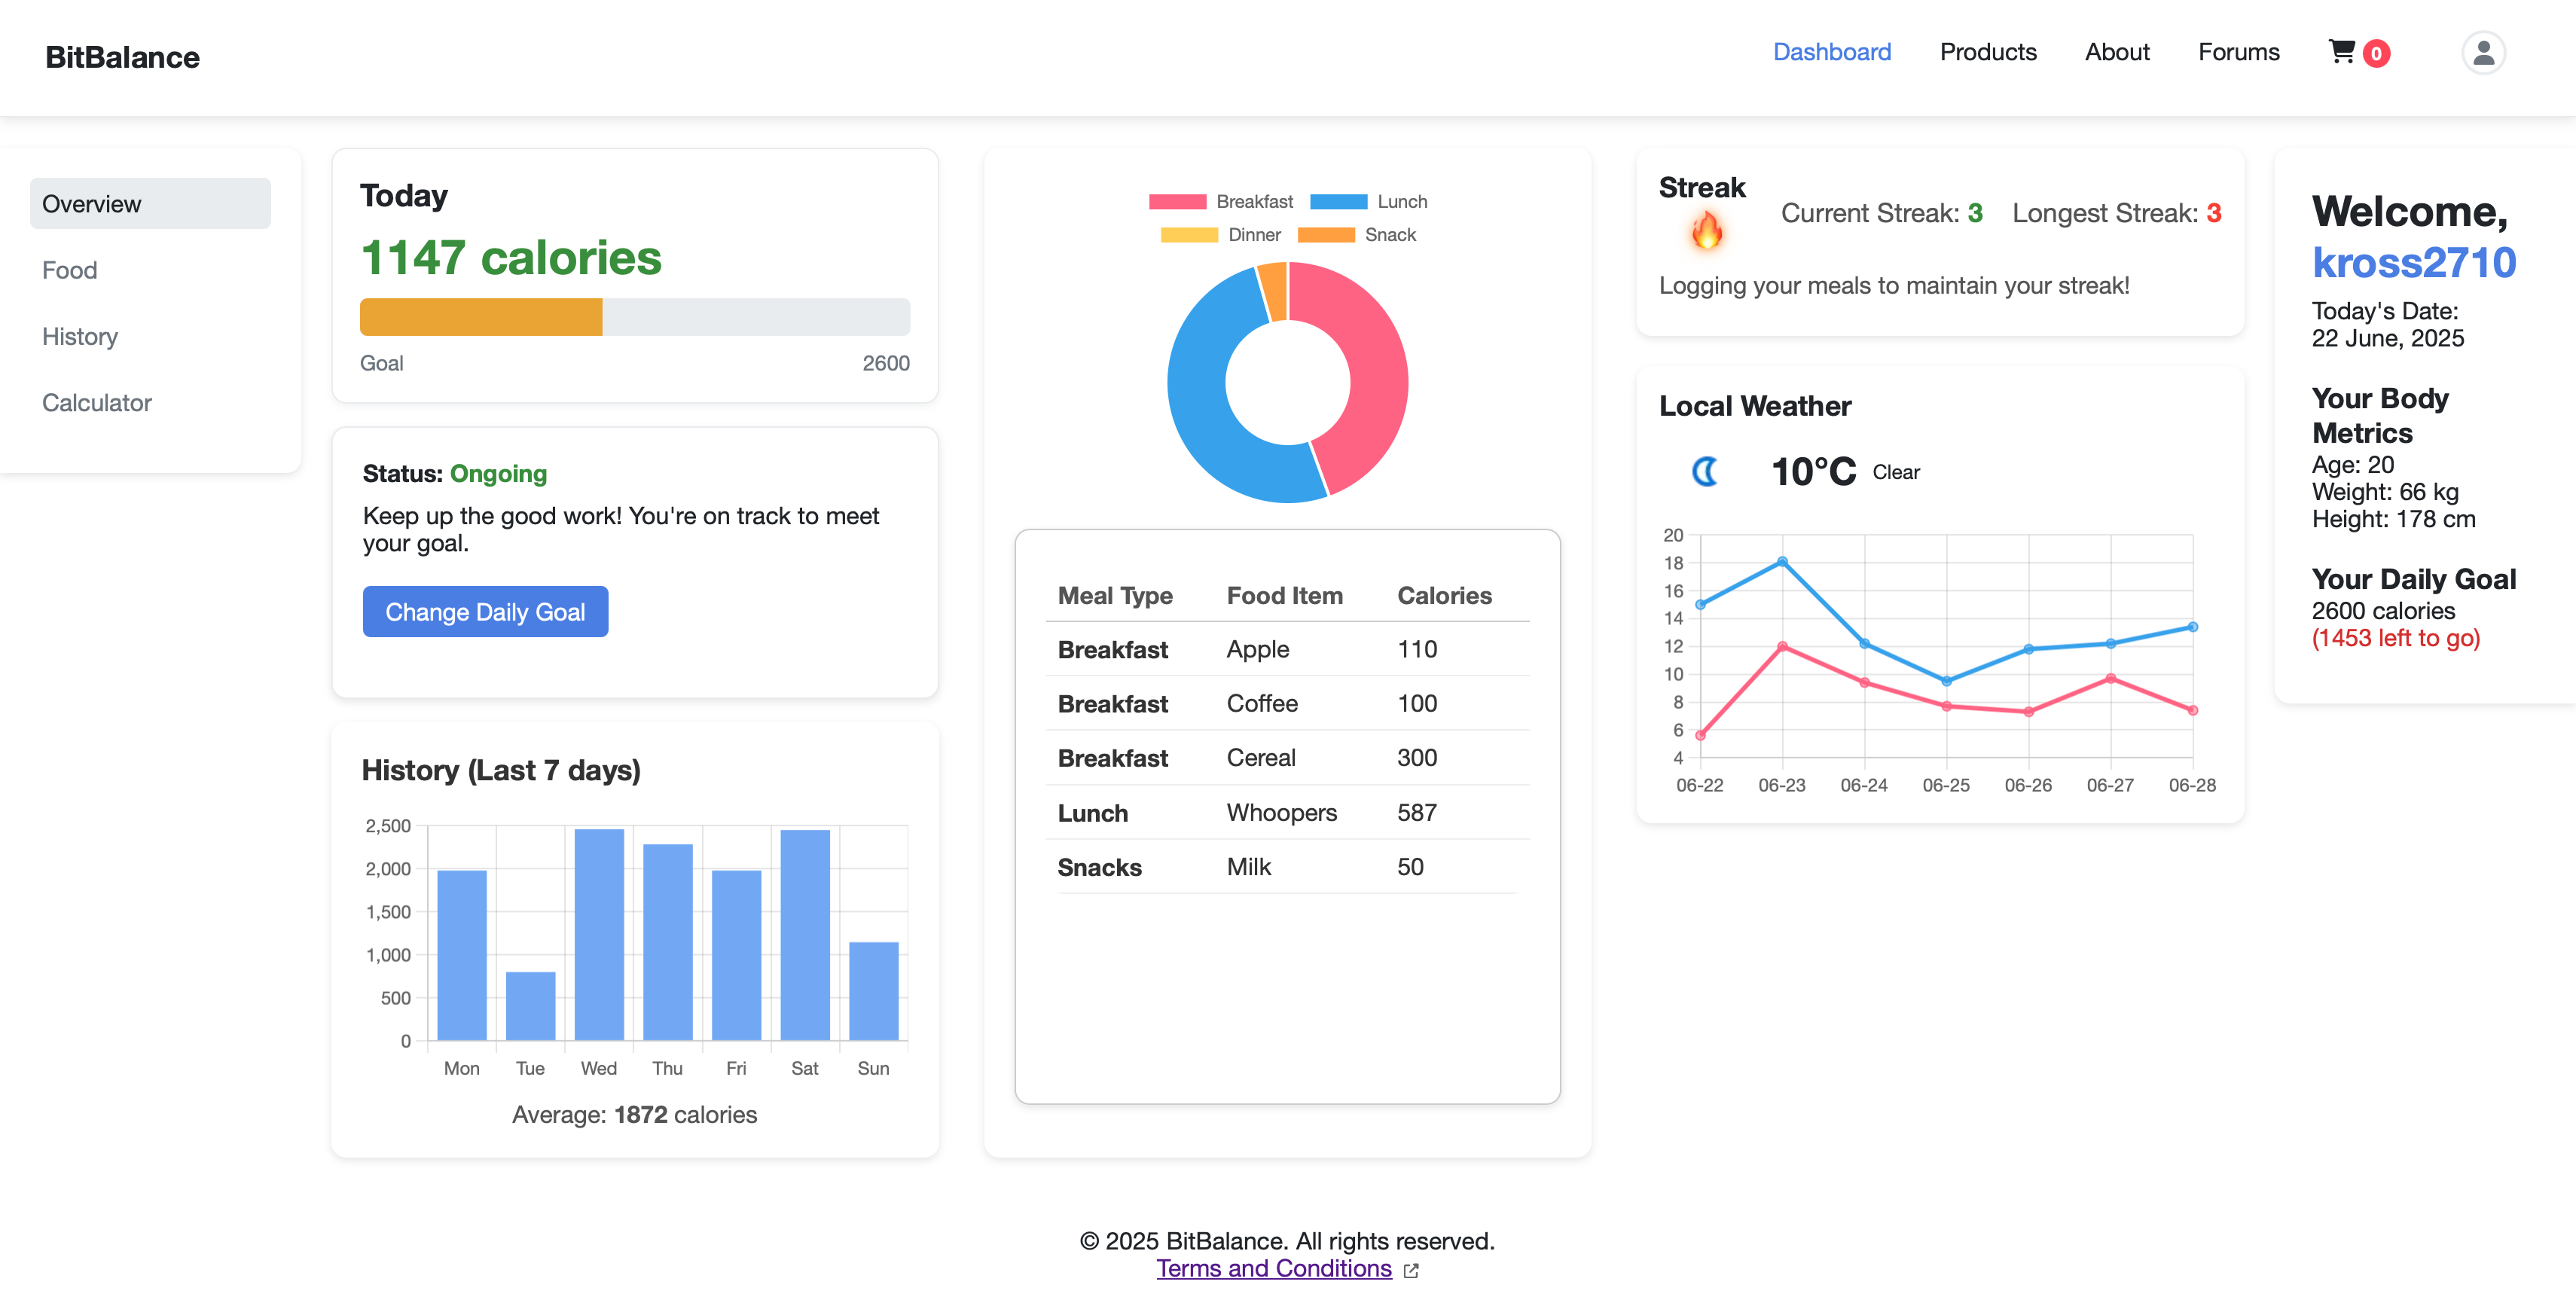 BitBalance
Dashboard Products About Forums 0
Overview
Food
History
Calculator
Today
1147 calories
Goal 2600
Status: Ongoing
Keep up the good work! You're on track to meet
your goal.
Change Daily Goal
History (Last 7 days)
2,500
2,000
1,500
1,000
500
0
Mon Tue Wed Thu Fri Sat Sun
Average: 1872 calories
Breakfast Lunch
Dinner Snack
Meal Type Food Item Calories
Breakfast Apple 110
Breakfast Coffee 100
Breakfast Cereal 300
Lunch Whoopers 587
Snacks Milk 50
Streak
Current Streak: 3 Longest Streak: 3
Logging your meals to maintain your streak!
Local Weather
10°C Clear
20
18
16
14
12
10
8
6
4
06-22 06-23 06-24 06-25 06-26 06-27 06-28
Welcome,
kross2710
Today's Date:
22 June, 2025
Your Body
Metrics
Age: 20
Weight: 66 kg
Height: 178 cm
Your Daily Goal
2600 calories
(1453 left to go)
© 2025 BitBalance. All rights reserved.
Terms and Conditions